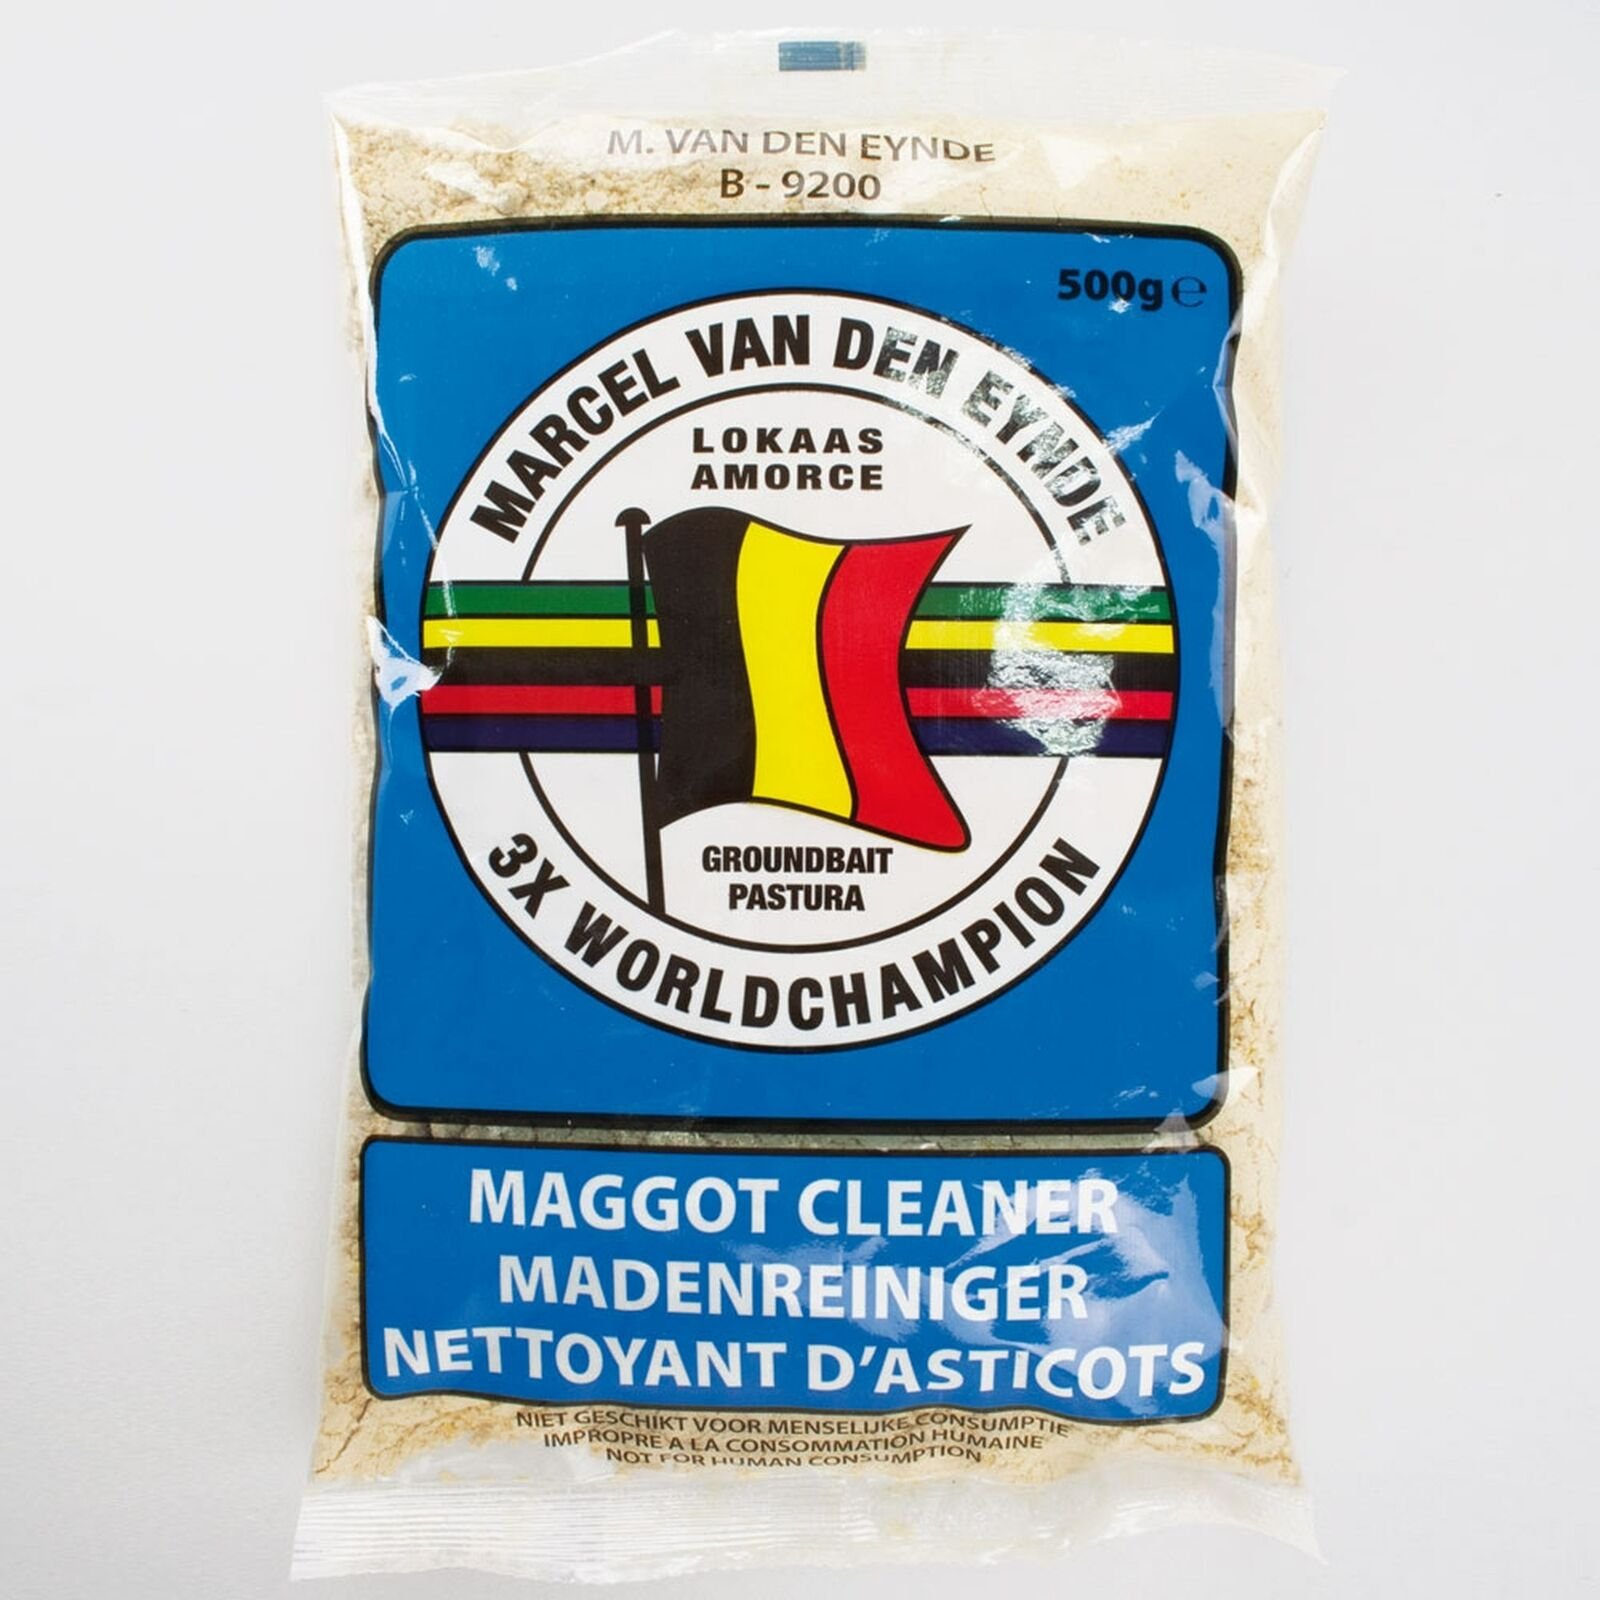 M. VAN DEN EYNDE
B - 9200
500g ℮
MARCEL VAN DEN EYNDE
LOKAAS
AMORCE
GROUNDBAIT
PASTURA
3X WORLDCHAMPION
MAGGOT CLEANER
MADENREINIGER
NETTOYANT D'ASTICOTS
NIET GESCHIKT VOOR MENSELIJKE CONSUMPTIE
IMPROPRE A LA CONSOMMATION HUMAINE
NOT FOR HUMAN CONSUMPTION